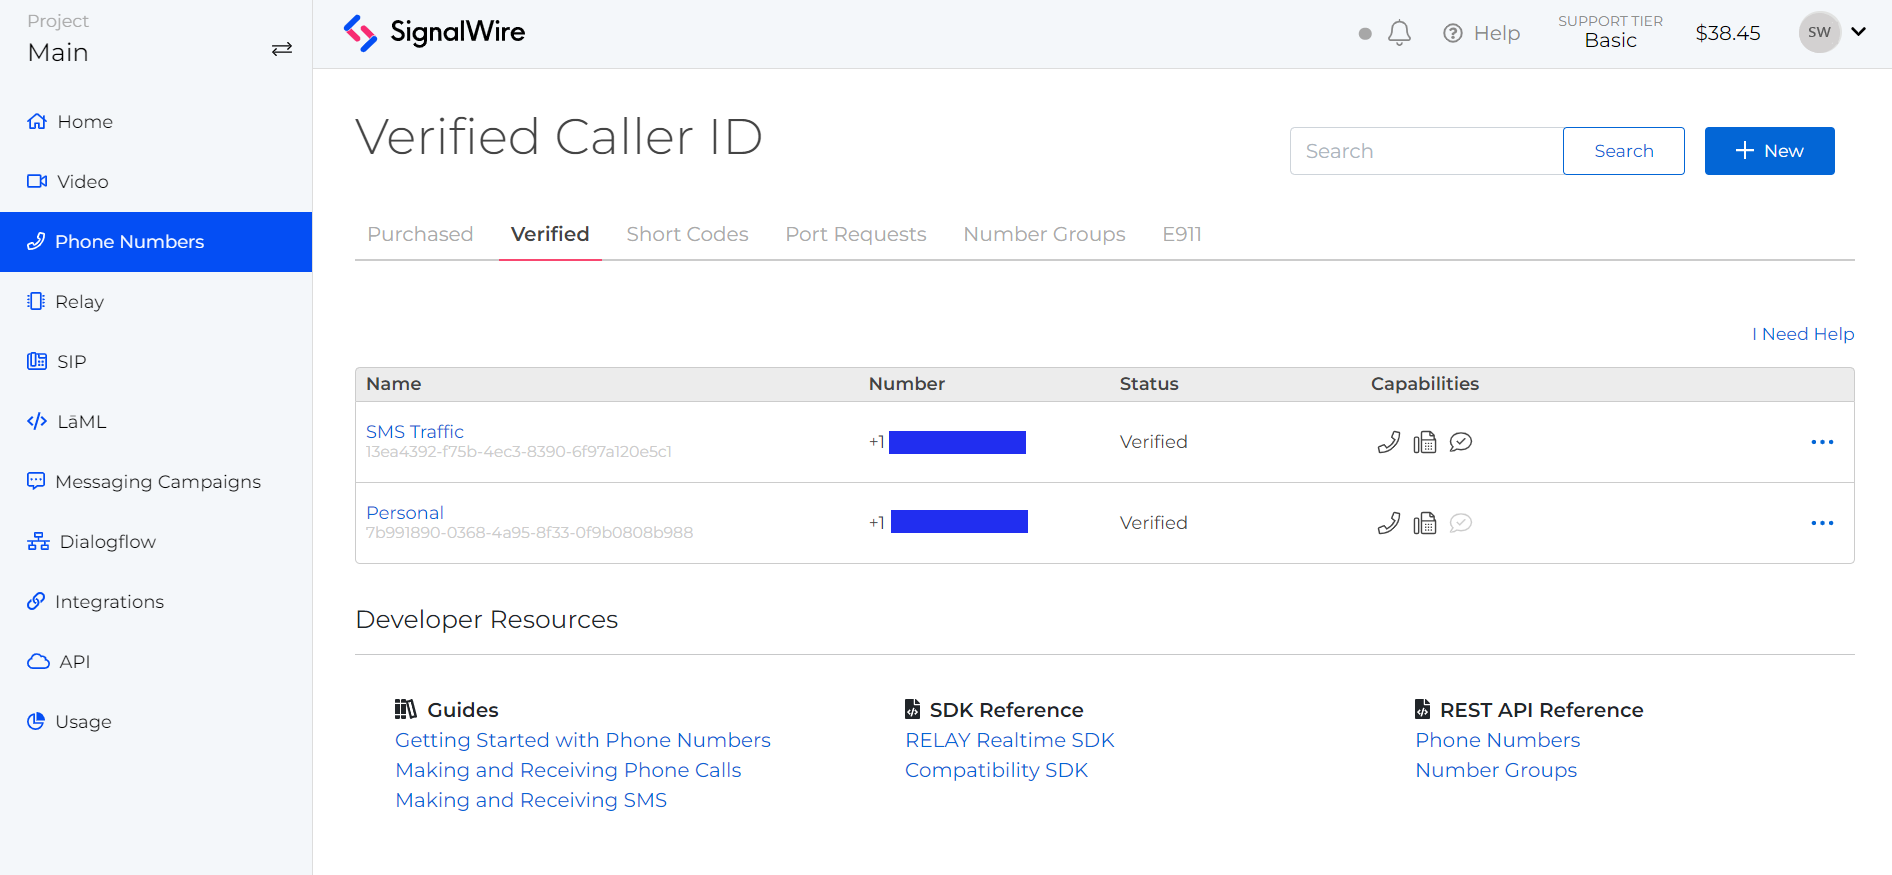 Project
Main
Home
Video
Phone Numbers
Relay
SIP
LāML
Messaging Campaigns
Dialogflow
Integrations
API
Usage
SignalWire
Help
SUPPORT TIER
Basic
$38.45
SW
Verified Caller ID
Search Search New
Purchased Verified Short Codes Port Requests Number Groups E911
I Need Help
Name Number Status Capabilities
SMS Traffic
13ea4392-f75b-4ec3-8390-6f97a120e5c1
+1 Verified
Personal
7b991890-0368-4a95-8f33-0f9b0808b988
+1 Verified
Developer Resources
Guides
Getting Started with Phone Numbers
Making and Receiving Phone Calls
Making and Receiving SMS
SDK Reference
RELAY Realtime SDK
Compatibility SDK
REST API Reference
Phone Numbers
Number Groups